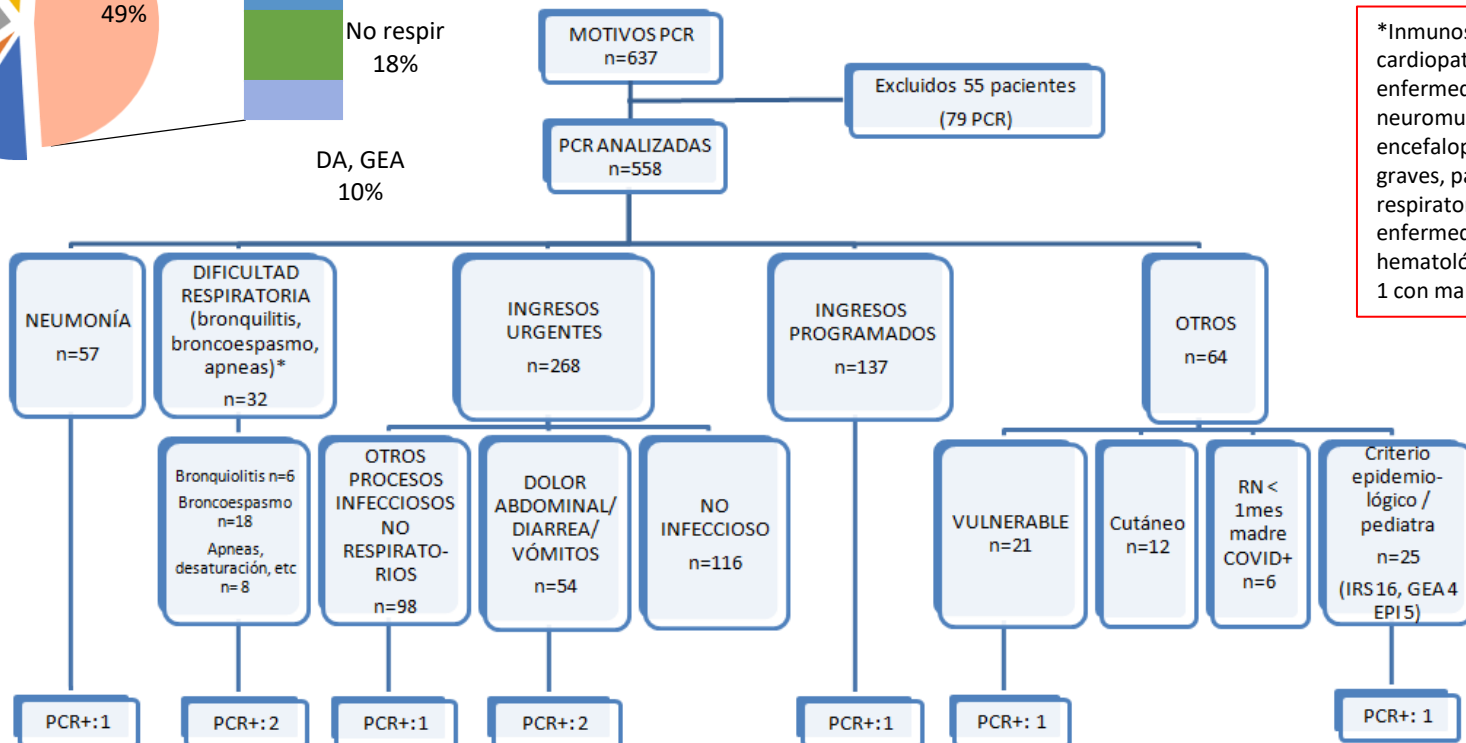 49%
No respir
18%
DA, GEA
10%
MOTIVOS PCR
n=637
Excluidos 55 pacientes
(79 PCR)
PCR ANALIZADAS
n=558
*Inmunos
cardiopat
enfermed
neuromu
encefalop
graves, pa
respirator
enfermed
hematoló
1 con ma
NEUMONÍA
n=57
DIFICULTAD
RESPIRATORIA
(bronquilitis,
broncoespasmo,
apneas)*
n=32
INGRESOS
URGENTES
n=268
INGRESOS
PROGRAMADOS
n=137
OTROS
n=64
Bronquiolitis n=6
Broncoespasmo
n=18
Apneas,
desaturación, etc
n= 8
OTROS
PROCESOS
INFECCIOSOS
NO
RESPIRATO-
RIOS
n=98
DOLOR
ABDOMINAL/
DIARREA/
VÓMITOS
n=54
NO
INFECCIOSO
n=116
VULNERABLE
n=21
Cutáneo
n=12
RN <
1mes
madre
COVID+
n=6
Criterio
epidemio-
lógico /
pediatra
n=25
(IRS16, GEA 4
EPI 5)
PCR+:1
PCR+:2
PCR+:1
PCR+:2
PCR+:1
PCR+: 1
PCR+: 1